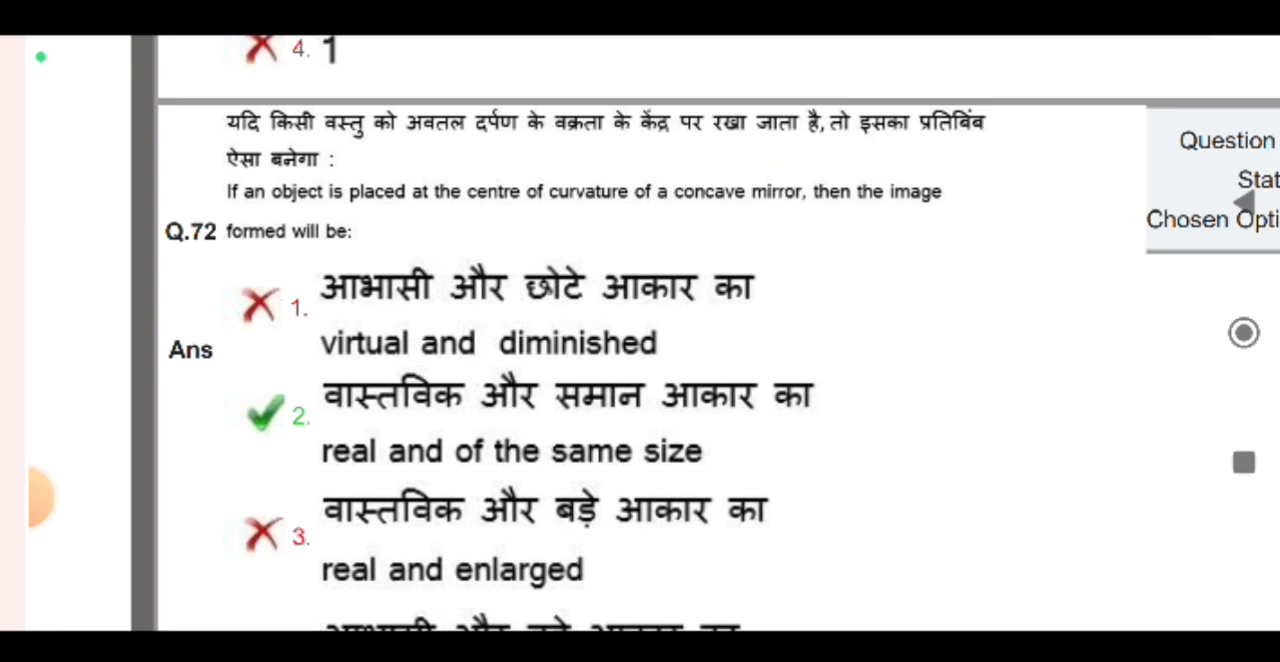 4. 1
यदि किसी वस्तु को अवतल दर्पण के वक्रता के केंद्र पर रखा जाता है, तो इसका प्रतिबिंब
ऐसा बनेगा :
If an object is placed at the centre of curvature of a concave mirror, then the image
Q.72 formed will be:
Question
Stat
Chosen Opti
Ans
1. आभासी और छोटे आकार का
virtual and diminished
2. वास्तविक और समान आकार का
real and of the same size
3. वास्तविक और बड़े आकार का
real and enlarged